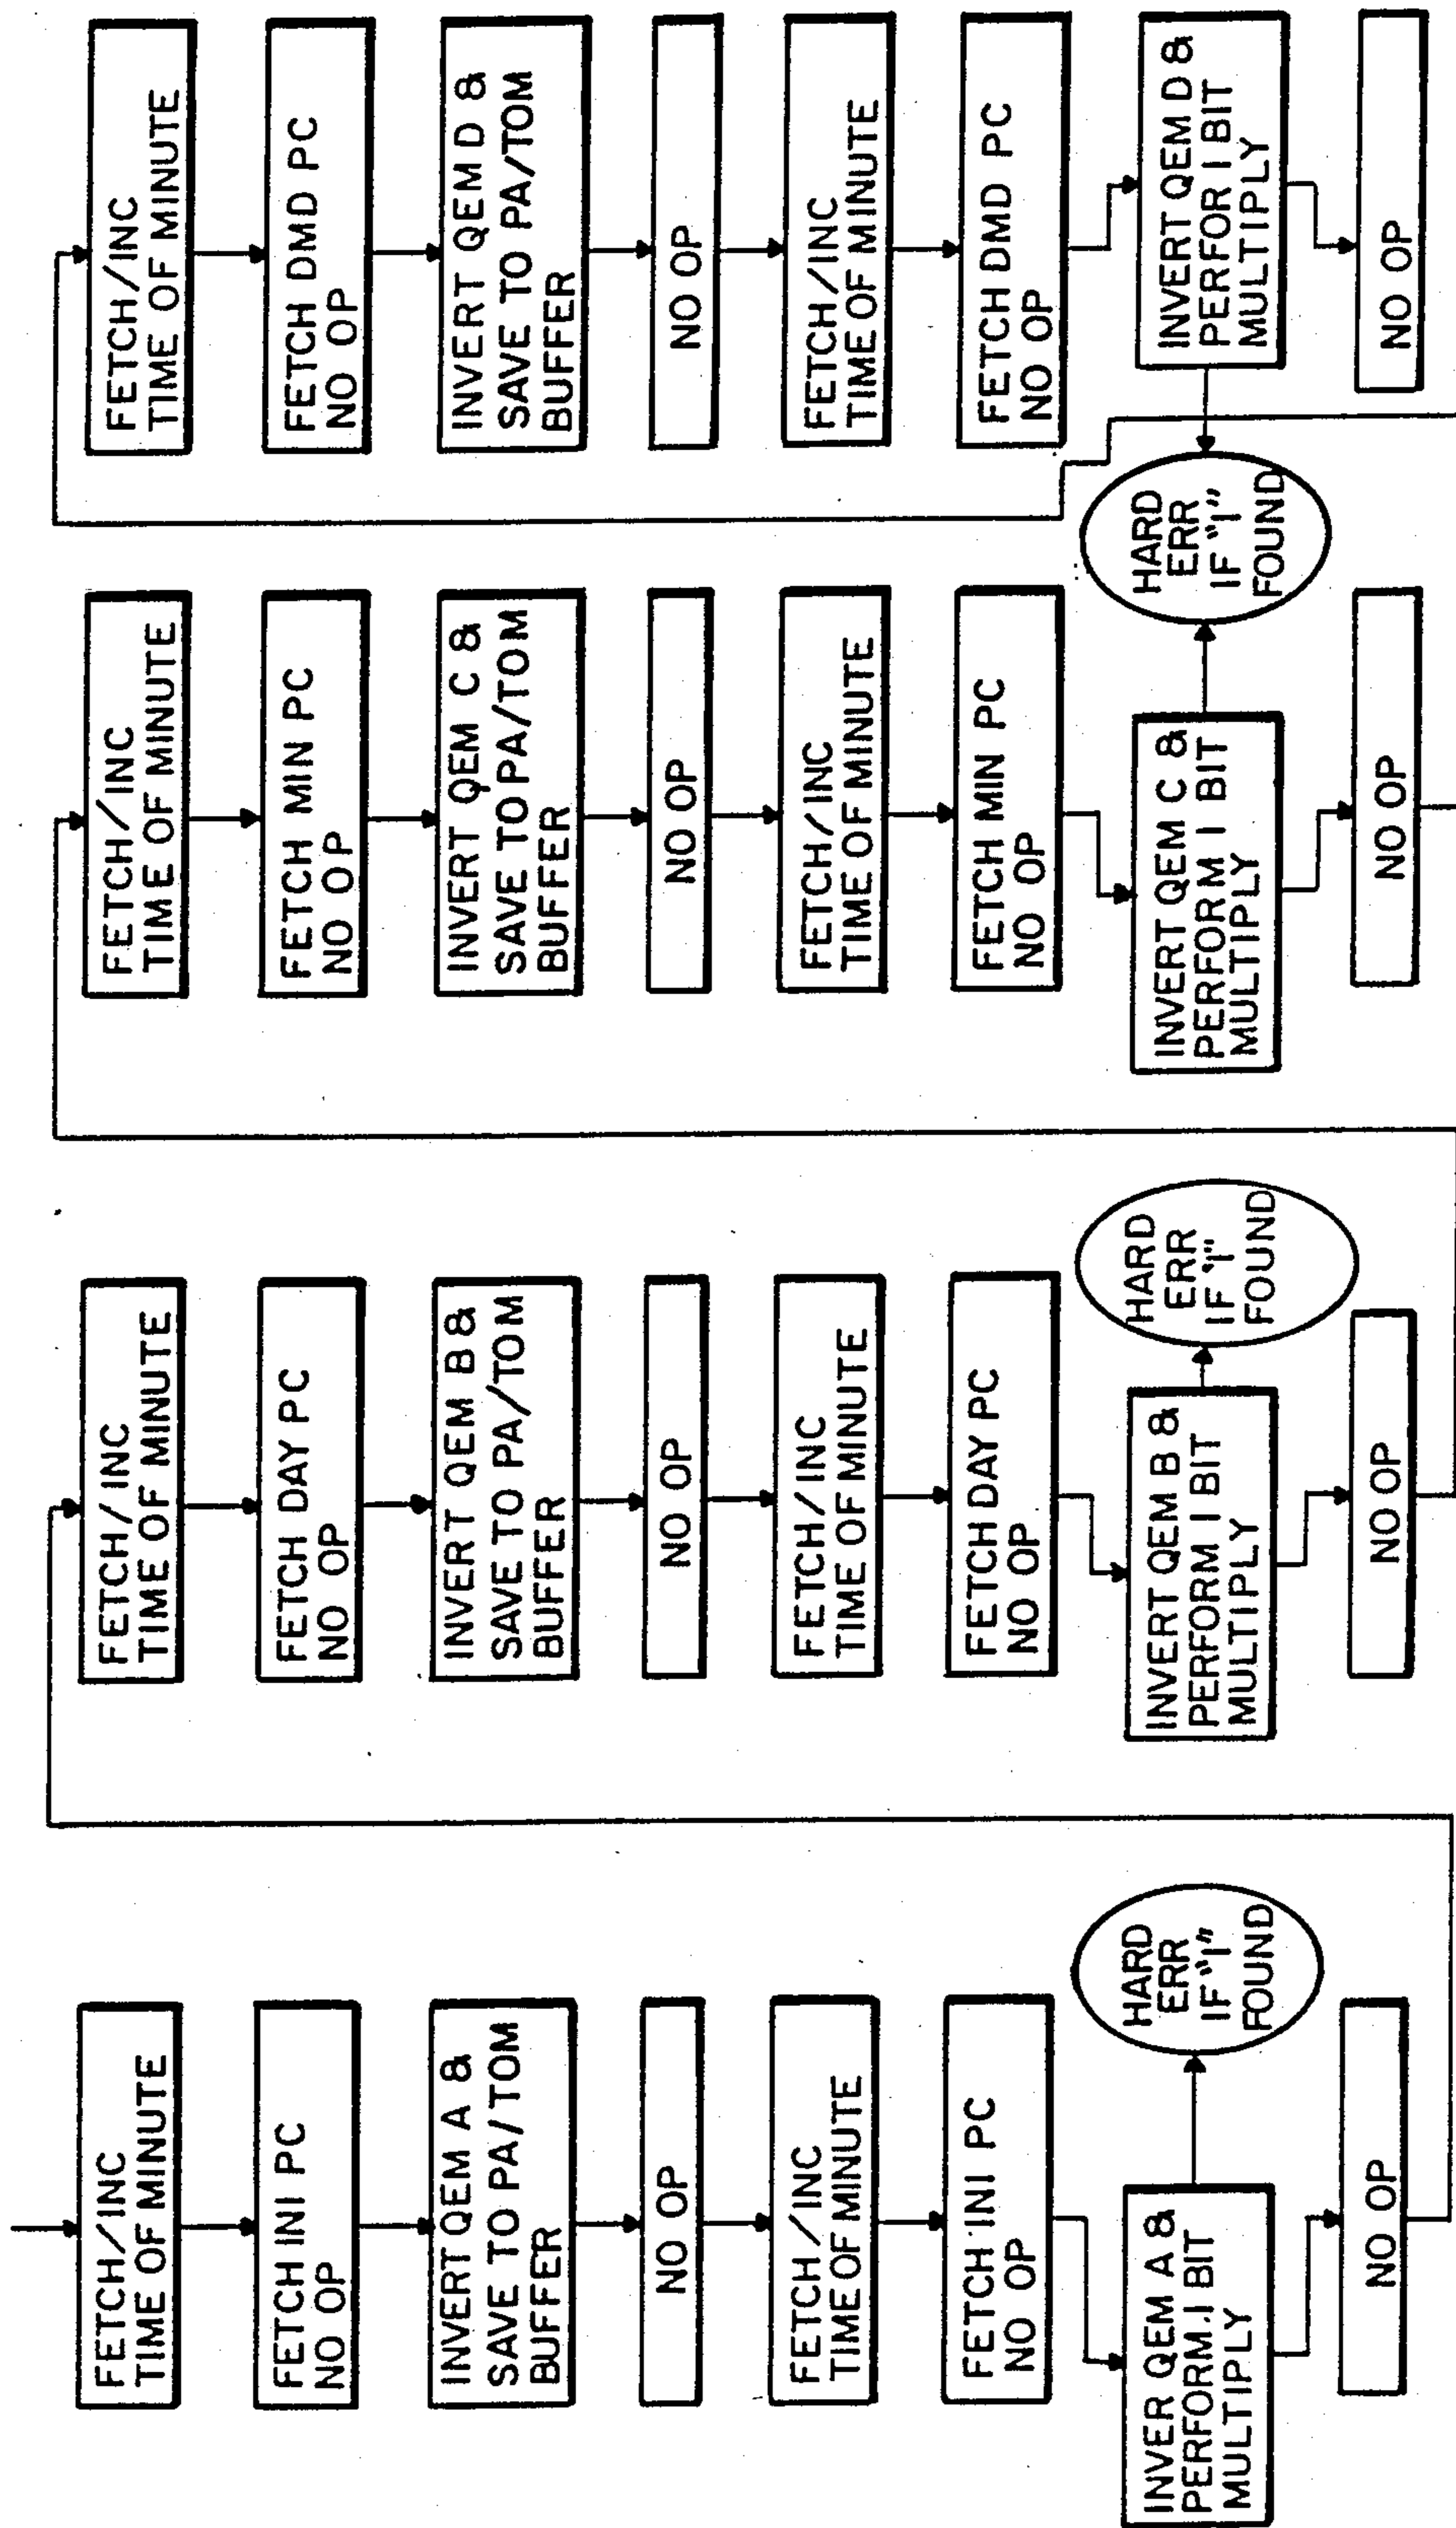 FETCH/INC
TIME OF MINUTE
FETCH INI PC
NO OP
INVERT QEM A &
SAVE TO PA/TOM
BUFFER
NO OP
FETCH/INC
TIME OF MINUTE
FETCH INI PC
NO OP
INVER QEM A &
PERFORM.1 BIT
MULTIPLY
HARD
ERR
IF "1"
FOUND
NO OP
FETCH/INC
TIME OF MINUTE
FETCH DAY PC
NO OP
INVERT QEM B &
SAVE TO PA/TOM
BUFFER
NO OP
FETCH/INC
TIME OF MINUTE
FETCH DAY PC
NO OP
INVERT QEM B &
PERFORM 1 BIT
MULTIPLY
HARD
ERR
IF "1"
FOUND
NO OP
FETCH/INC
TIME OF MINUTE
FETCH MIN PC
NO OP
INVERT QEM C &
SAVE TO PA/TOM
BUFFER
NO OP
FETCH/INC
TIME OF MINUTE
FETCH MIN PC
NO OP
INVERT QEM C &
PERFORM 1 BIT
MULTIPLY
HARD
ERR
IF "1"
FOUND
NO OP
FETCH/INC
TIME OF MINUTE
FETCH DMD PC
NO OP
INVERT QEM D &
SAVE TO PA/TOM
BUFFER
NO OP
FETCH/INC
TIME OF MINUTE
FETCH DMD PC
NO OP
INVERT QEM D &
PERFOR 11 BIT
MULTIPLY
NO OP